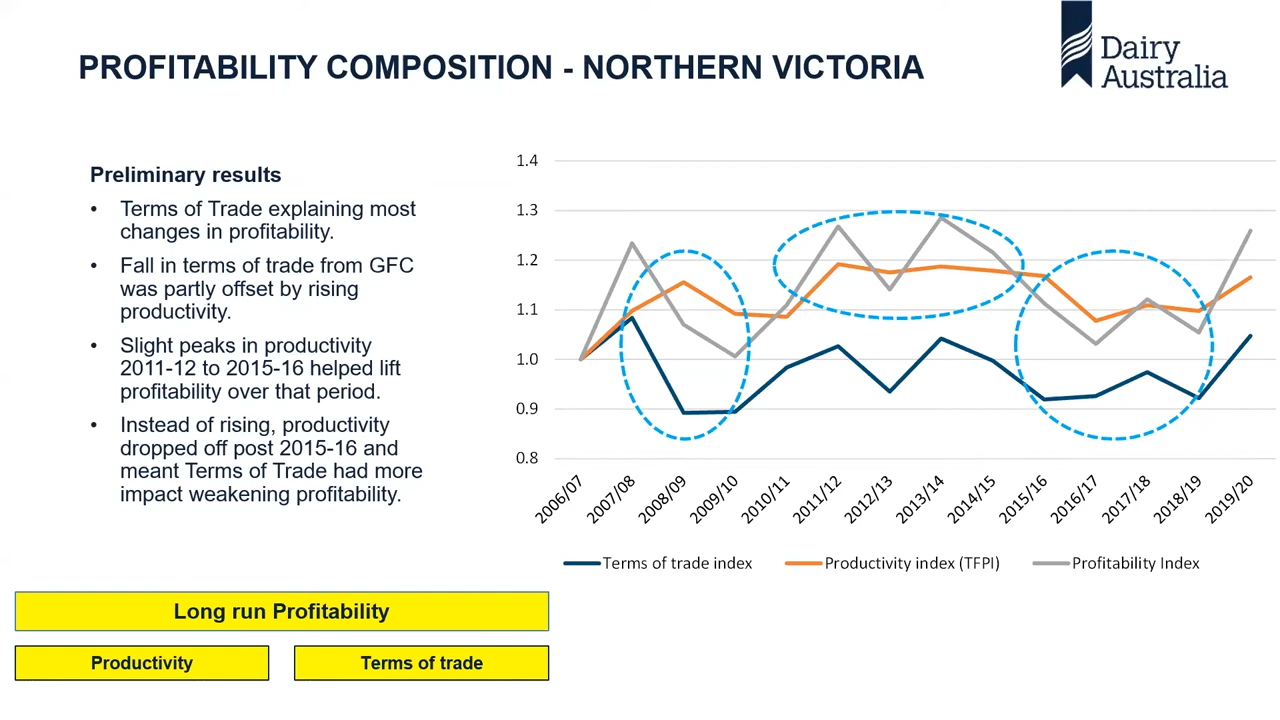 PROFITABILITY COMPOSITION - NORTHERN VICTORIA
Dairy
Australia
Preliminary results
• Terms of Trade explaining most
changes in profitability.
• Fall in terms of trade from GFC
was partly offset by rising
productivity.
• Slight peaks in productivity
2011-12 to 2015-16 helped lift
profitability over that period.
• Instead of rising, productivity
dropped off post 2015-16 and
meant Terms of Trade had more
impact weakening profitability.
1.4
1.3
1.2
1.1
1.0
0.9
0.8
2006/07
2007/08
2008/09
2009/10
2010/11
2011/12
2012/13
2013/14
2014/15
2015/16
2016/17
2017/18
2018/19
2019/20
Terms of trade index
Productivity index (TFPI)
Profitability Index
Long run Profitability
Productivity
Terms of trade